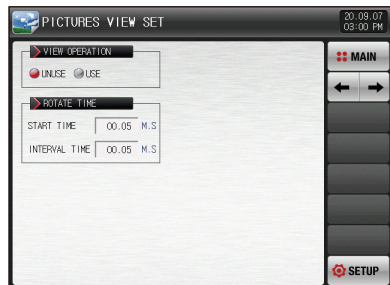 PICTURES VIEW SET
20.09.07
03:00 PM
VIEW OPERATION
UNUSE USE
ROTATE TIME
START TIME 00.05 M.S
INTERVAL TIME 00.05 M.S
MAIN
SETUP